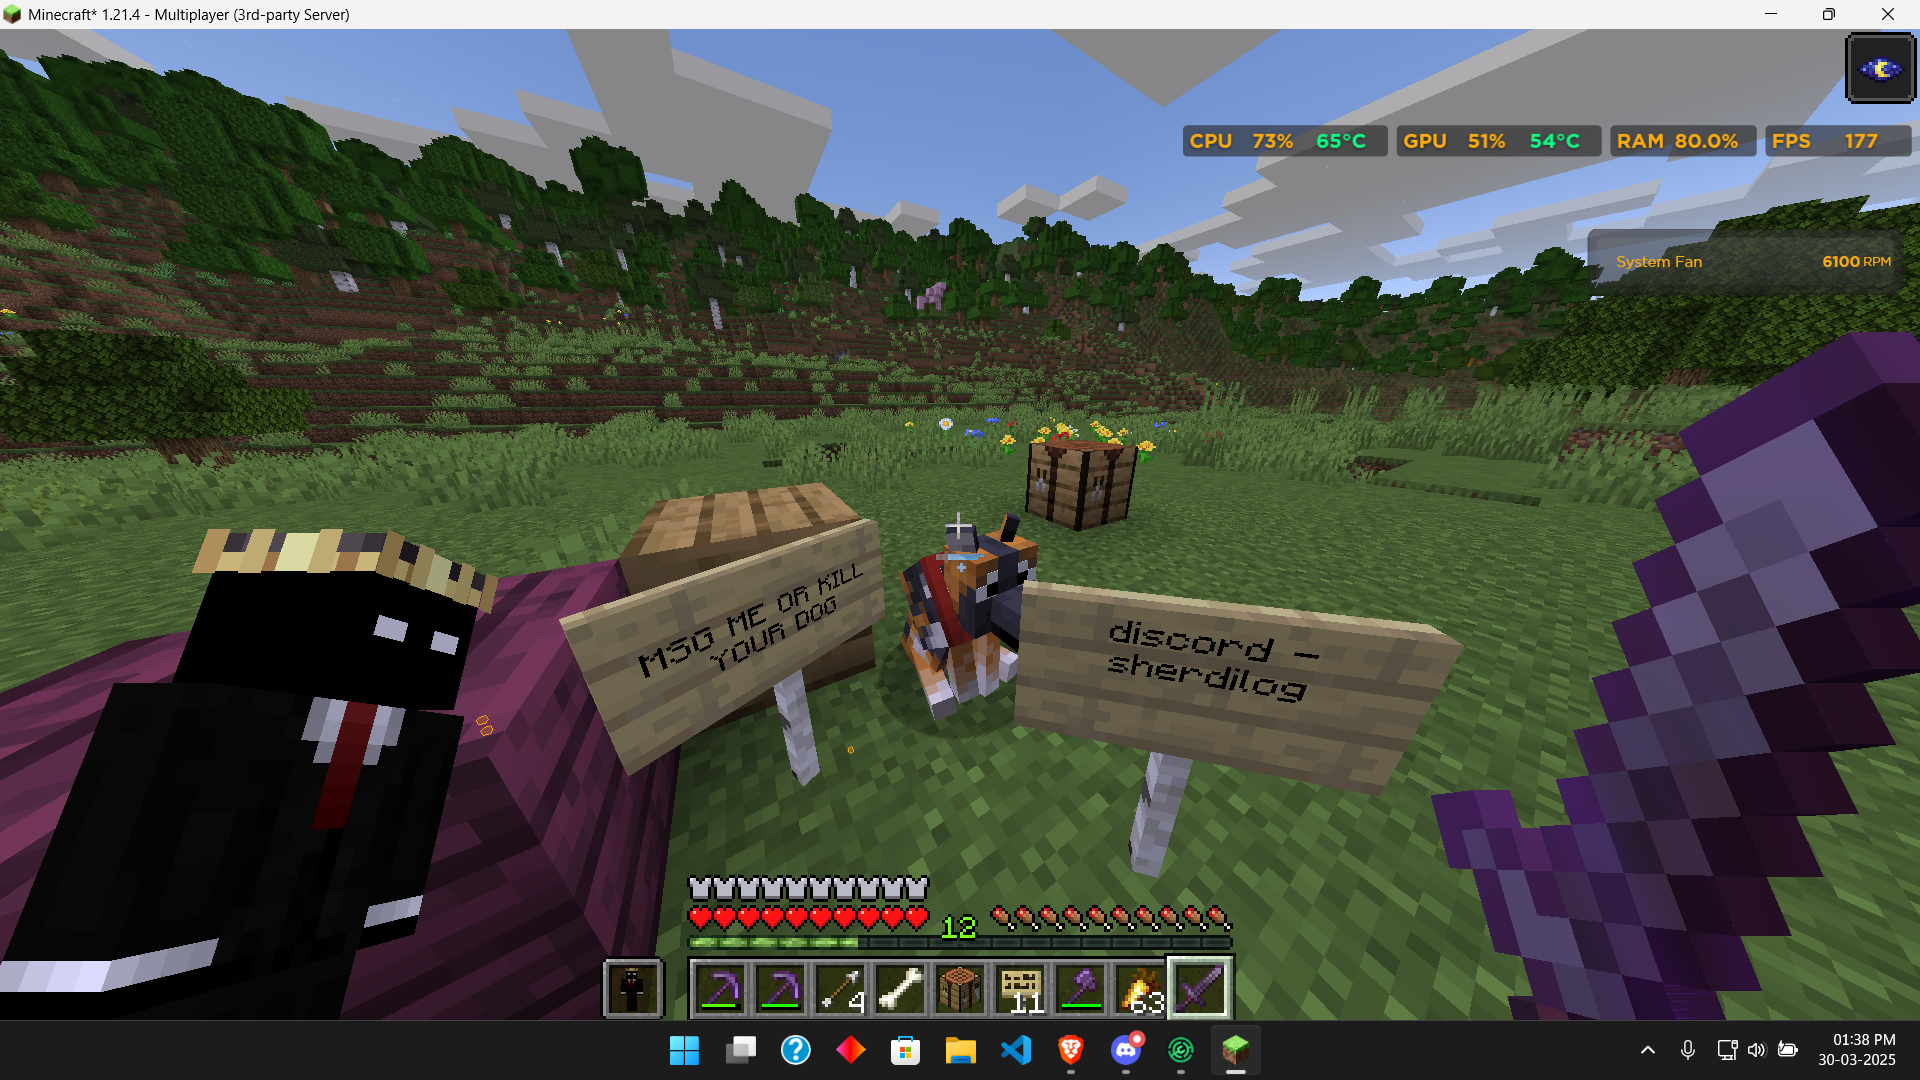 Minecraft* 1.21.4 - Multiplayer (3rd-party Server)
CPU 73% 65°C GPU 51% 54°C RAM 80.0% FPS 177
System Fan 6100 RPM
MSG ME OR KILL
YOUR DOG
discord -
sherdilog
12
4 11 63
01:38 PM
30-03-2025